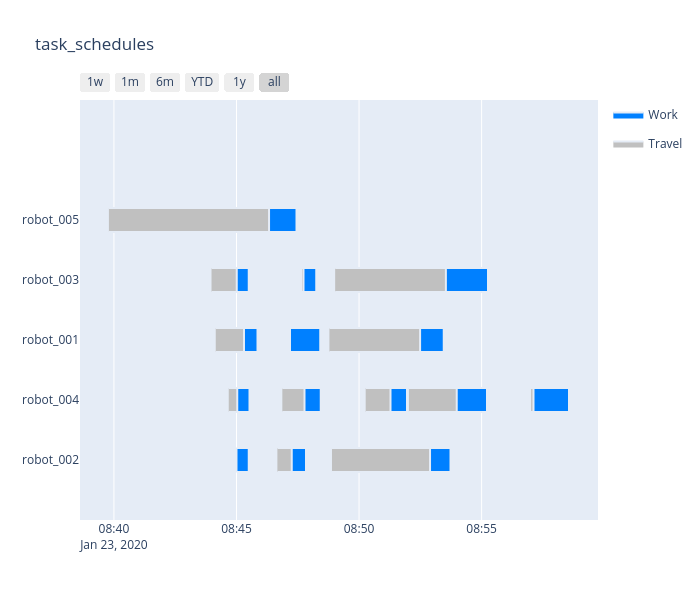 task_schedules
1w 1m 6m YTD 1y all
Work
Travel
robot_005
robot_003
robot_001
robot_004
robot_002
08:40 08:45 08:50 08:55
Jan 23, 2020